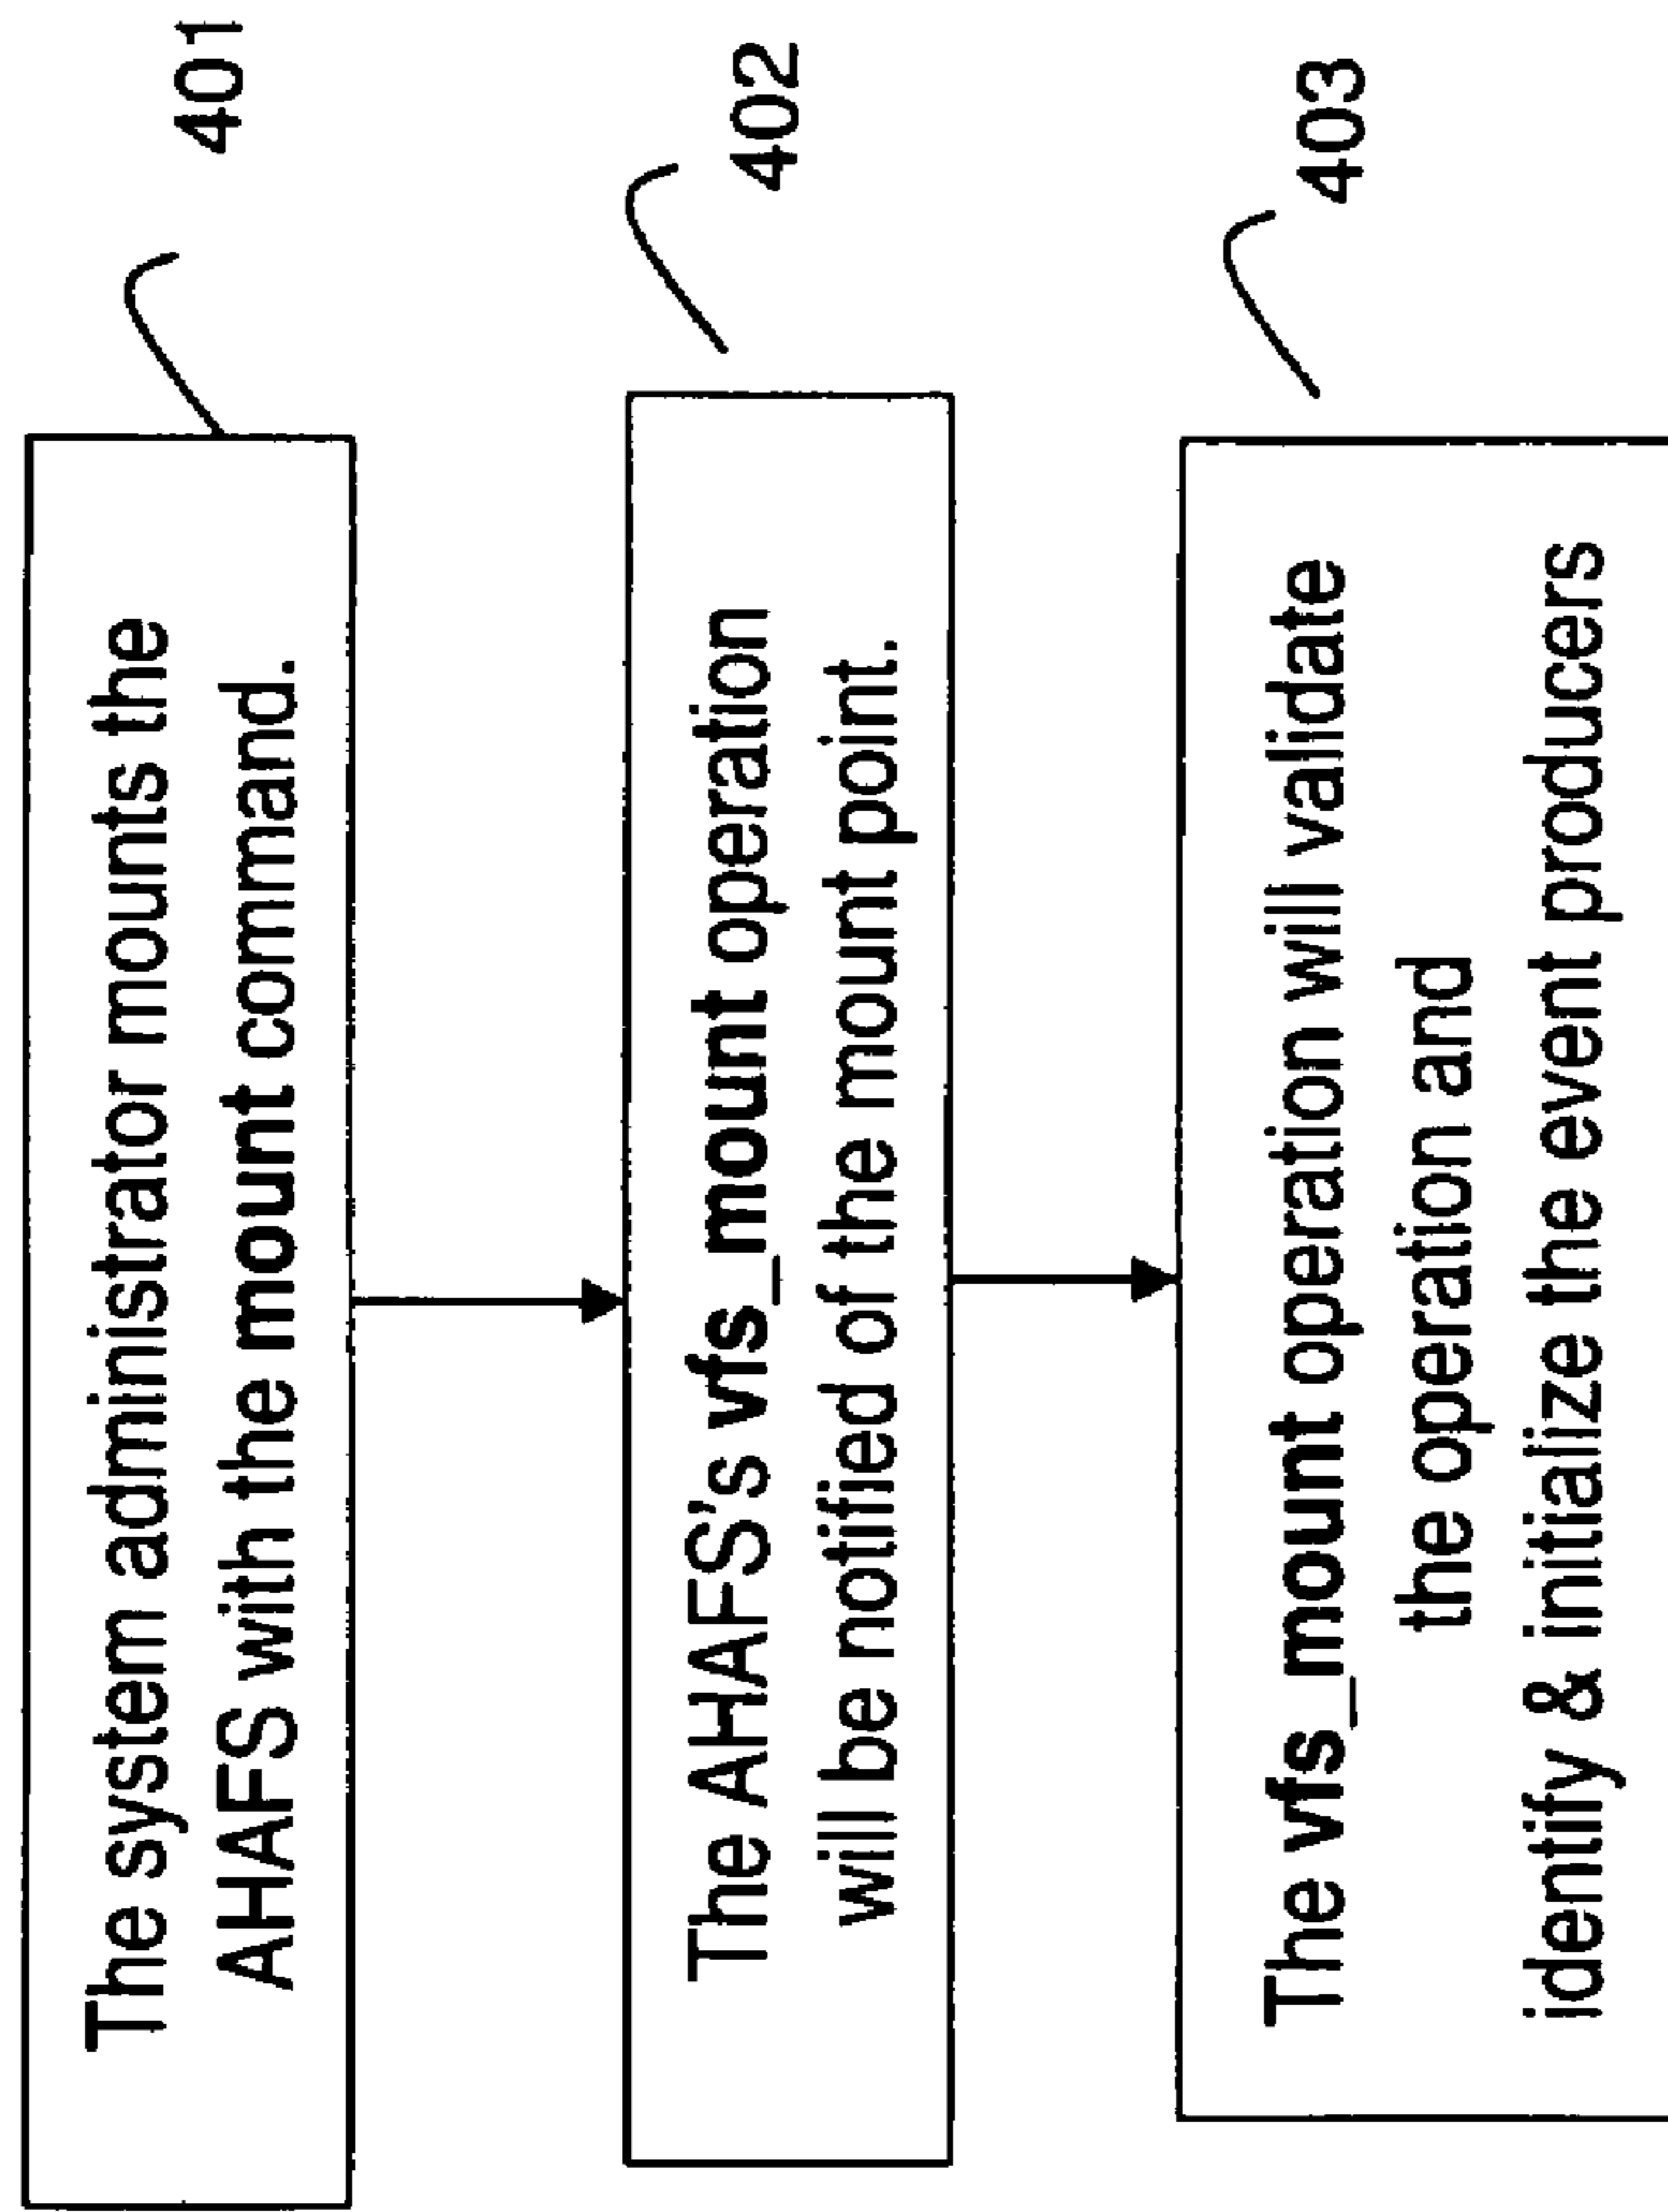 The system administrator mounts the
AHAFS with the mount command.
401
The AHAFS's vfs_mount operation
will be notified of the mount point.
402
The vfs_mount operation will validate
the operation and
identify & initialize the event producers
403